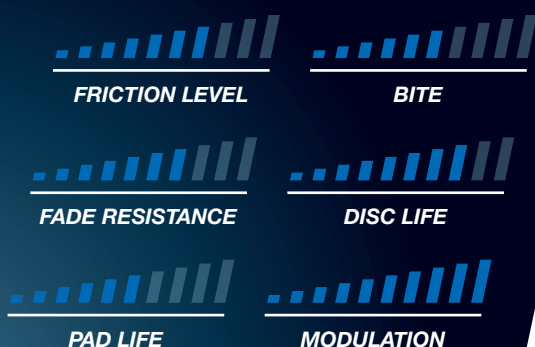 FRICTION LEVEL
BITE
FADE RESISTANCE
DISC LIFE
PAD LIFE
MODULATION